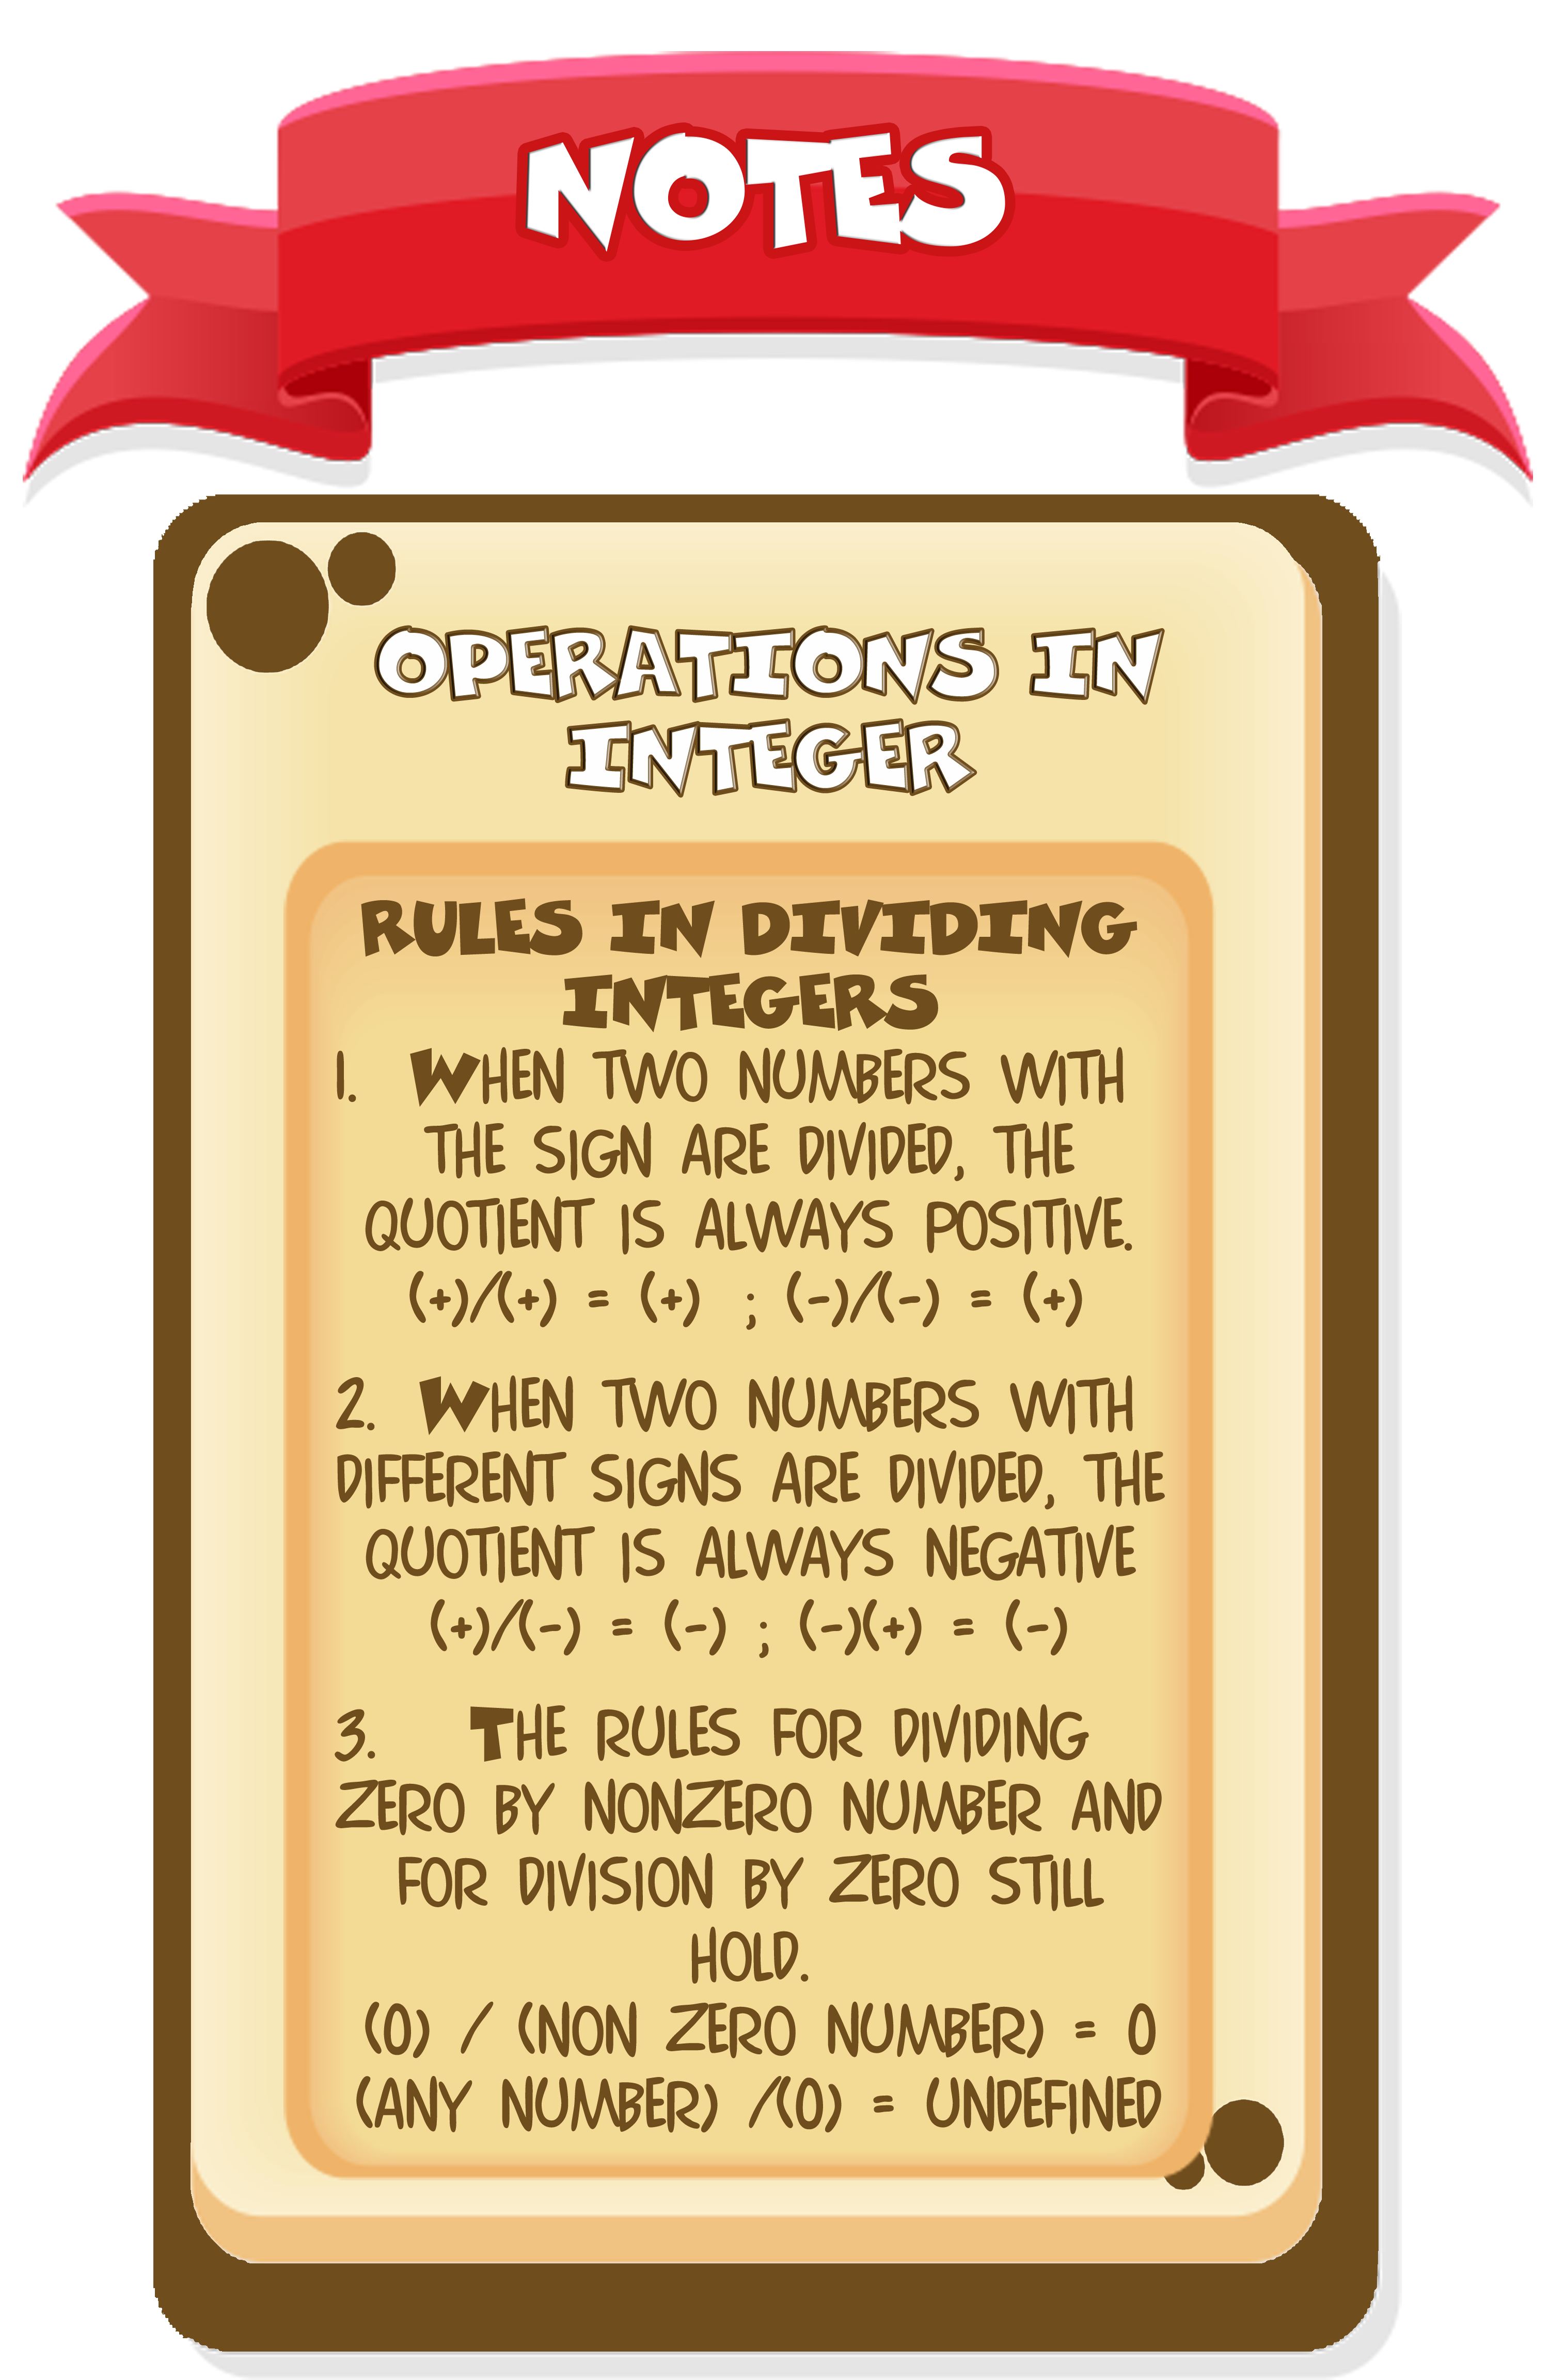 NOTES
OPERATIONS IN
INTEGER
RULES IN DIVIDING
INTEGERS
1. WHEN TWO NUMBERS WITH
THE SIGN ARE DIVIDED, THE
QUOTIENT IS ALWAYS POSITIVE.
(+)/(+) = (+) ; (-)/(-) = (+)
2. WHEN TWO NUMBERS WITH
DIFFERENT SIGNS ARE DIVIDED, THE
QUOTIENT IS ALWAYS NEGATIVE
(+)/(-) = (-) ; (-)(+) = (-)
3. THE RULES FOR DIVIDING
ZERO BY NONZERO NUMBER AND
FOR DIVISION BY ZERO STILL
HOLD.
(0) / (NON ZERO NUMBER) = 0
(ANY NUMBER) /(0) = UNDEFINED